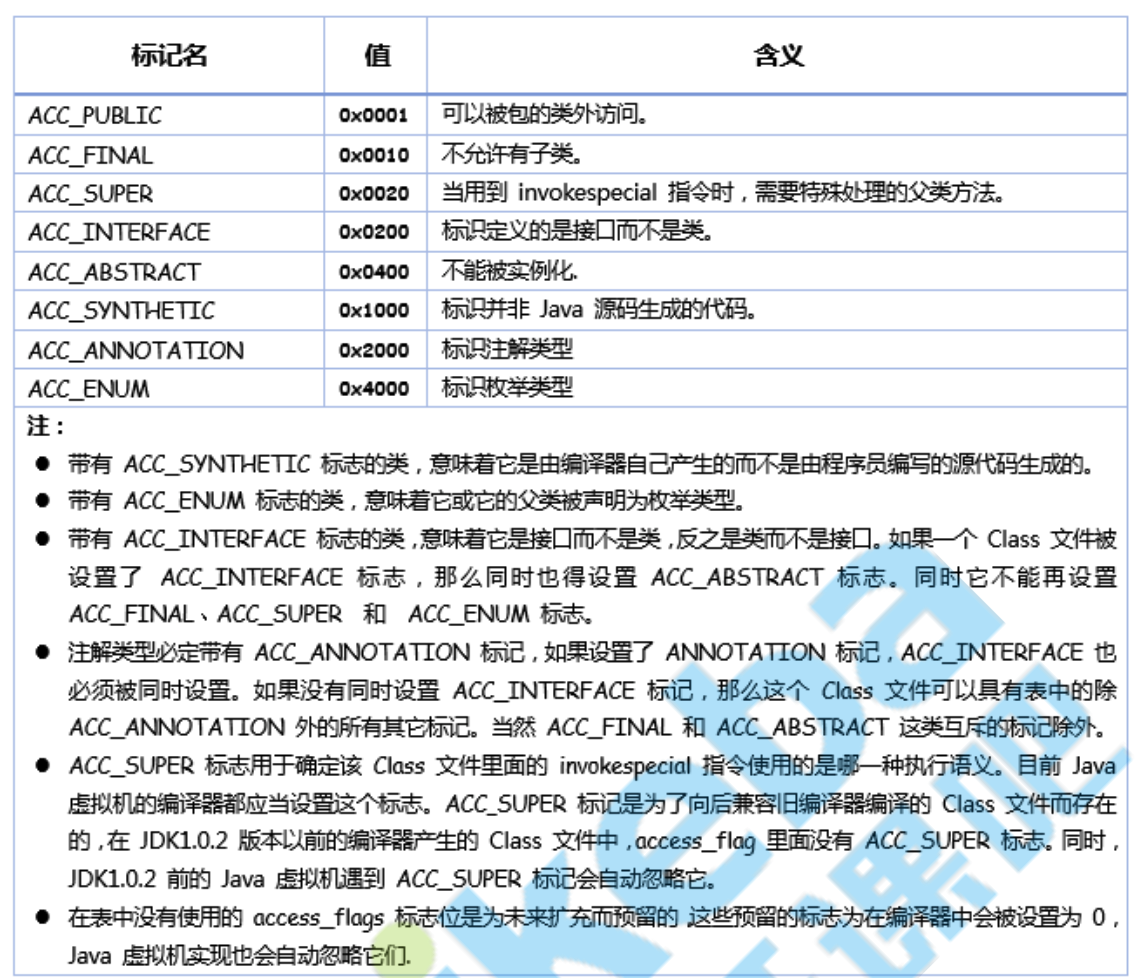 标记名 值 含义
ACC_PUBLIC 0x0001 可以被包的类外访问。
ACC_FINAL 0x0010 不允许有子类。
ACC_SUPER 0x0020 当用到 invokespecial 指令时，需要特殊处理的父类方法。
ACC_INTERFACE 0x0200 标识定义的是接口而不是类。
ACC_ABSTRACT 0x0400 不能被实例化.
ACC_SYNTHETIC 0x1000 标识并非 Java 源码生成的代码。
ACC_ANNOTATION 0x2000 标识注解类型
ACC_ENUM 0x4000 标识枚举类型
注：
● 带有 ACC_SYNTHETIC 标志的类，意味着它是由编译器自己产生的而不是由程序员编写的源代码生成的。
● 带有 ACC_ENUM 标志的类，意味着它或它的父类被声明为枚举类型。
● 带有 ACC_INTERFACE 标志的类，意味着它是接口而不是类，反之是类而不是接口。如果一个 Class 文件被
设置了 ACC_INTERFACE 标志，那么同时也得设置 ACC_ABSTRACT 标志。同时它不能再设置
ACC_FINAL、ACC_SUPER 和 ACC_ENUM 标志。
● 注解类型必定带有 ACC_ANNOTATION 标记，如果设置了 ANNOTATION 标记，ACC_INTERFACE 也
必须被同时设置。如果没有同时设置 ACC_INTERFACE 标记，那么这个 Class 文件可以具有表中的除
ACC_ANNOTATION 外的所有其它标记。当然 ACC_FINAL 和 ACC_ABSTRACT 这类互斥的标记除外。
● ACC_SUPER 标志用于确定该 Class 文件里面的 invokespecial 指令使用的是哪一种执行语义。目前 Java
虚拟机的编译器都应当设置这个标志。ACC_SUPER 标记是为了向后兼容旧编译器编译的 Class 文件而存在
的，在 JDK1.0.2 版本以前的编译器产生的 Class 文件中，access_flag 里面没有 ACC_SUPER 标志。同时，
JDK1.0.2 前的 Java 虚拟机遇到 ACC_SUPER 标记会自动忽略它。
● 在表中没有使用的 access_flags 标志位是为未来扩充而预留的，这些预留的标志为在编译器中会被设置为 0，
Java 虚拟机实现也会自动忽略它们.